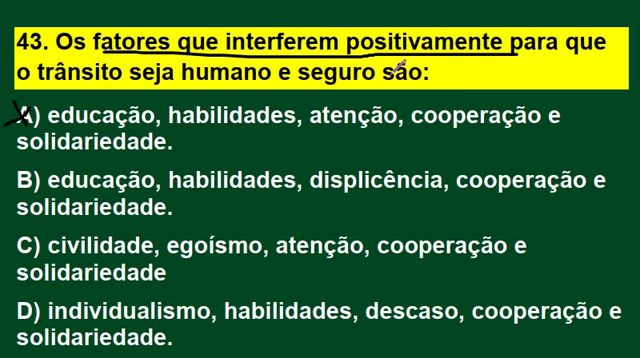 43. Os fatores que interferem positivamente para que
o trânsito seja humano e seguro são:
A) educação, habilidades, atenção, cooperação e
solidariedade.
B) educação, habilidades, displicência, cooperação e
solidariedade.
C) civilidade, egoísmo, atenção, cooperação e
solidariedade
D) individualismo, habilidades, descaso, cooperação e
solidariedade.